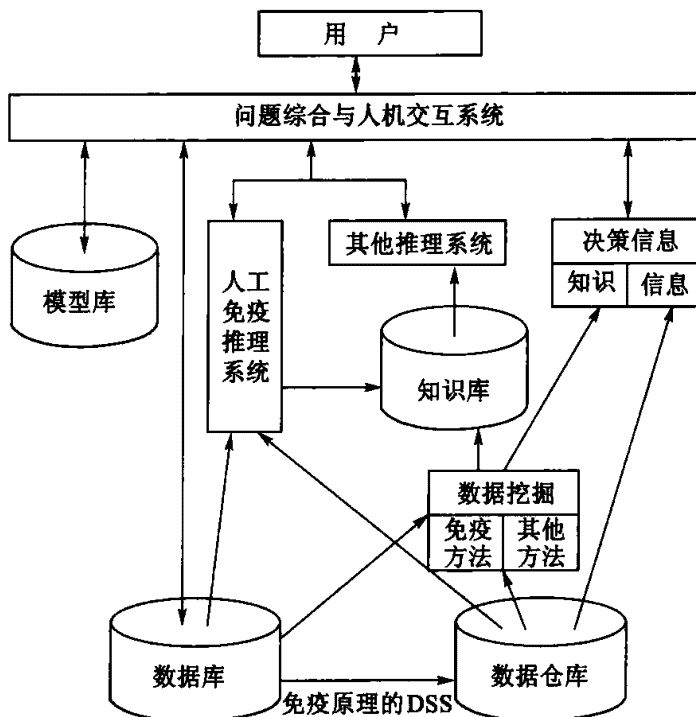 用 户
问题综合与人机交互系统
模型库
人工
免疫
推理
系统
其他推理系统
决策信息
知识
信息
知识库
数据挖掘
免疫
方法
其他
方法
数据库
数据仓库
免疫原理的DSS